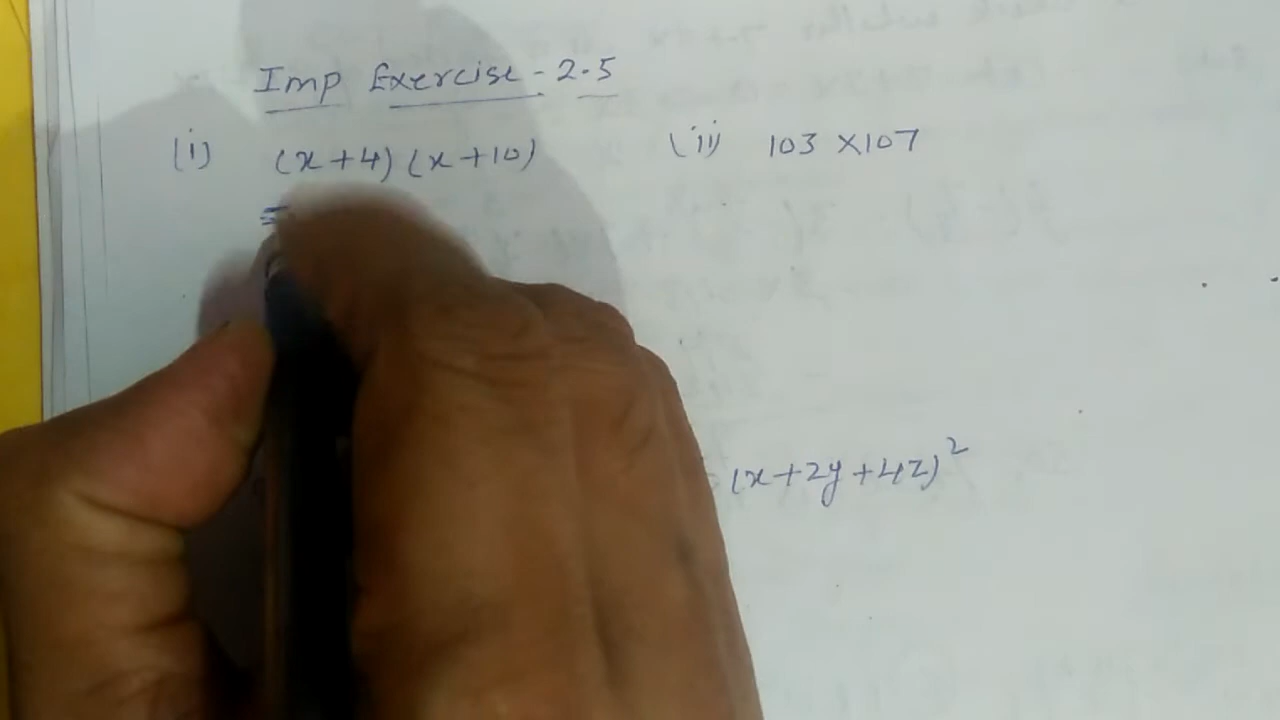 Imp Exercise - 2.5
(i) (x+4) (x+10) (ii) 103 ×107
=
(x+2y+4z)²